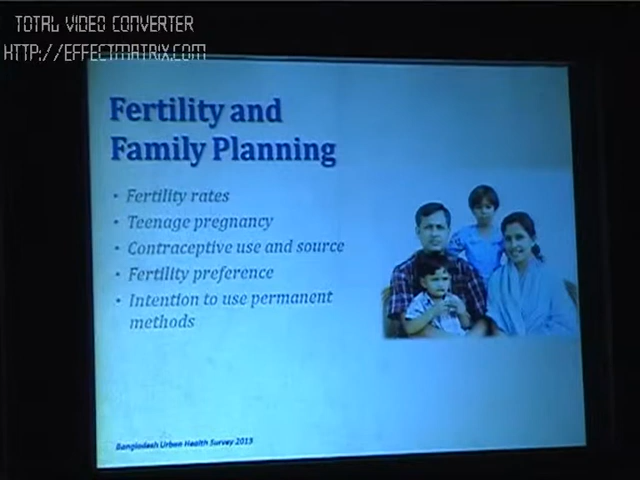 TOTAL VIDEO CONVERTER
HTTP://EFFECTMATRIX.COM
Fertility and
Family Planning
• Fertility rates
• Teenage pregnancy
• Contraceptive use and source
• Fertility preference
• Intention to use permanent
methods
Bangladesh Urban Health Survey 2013